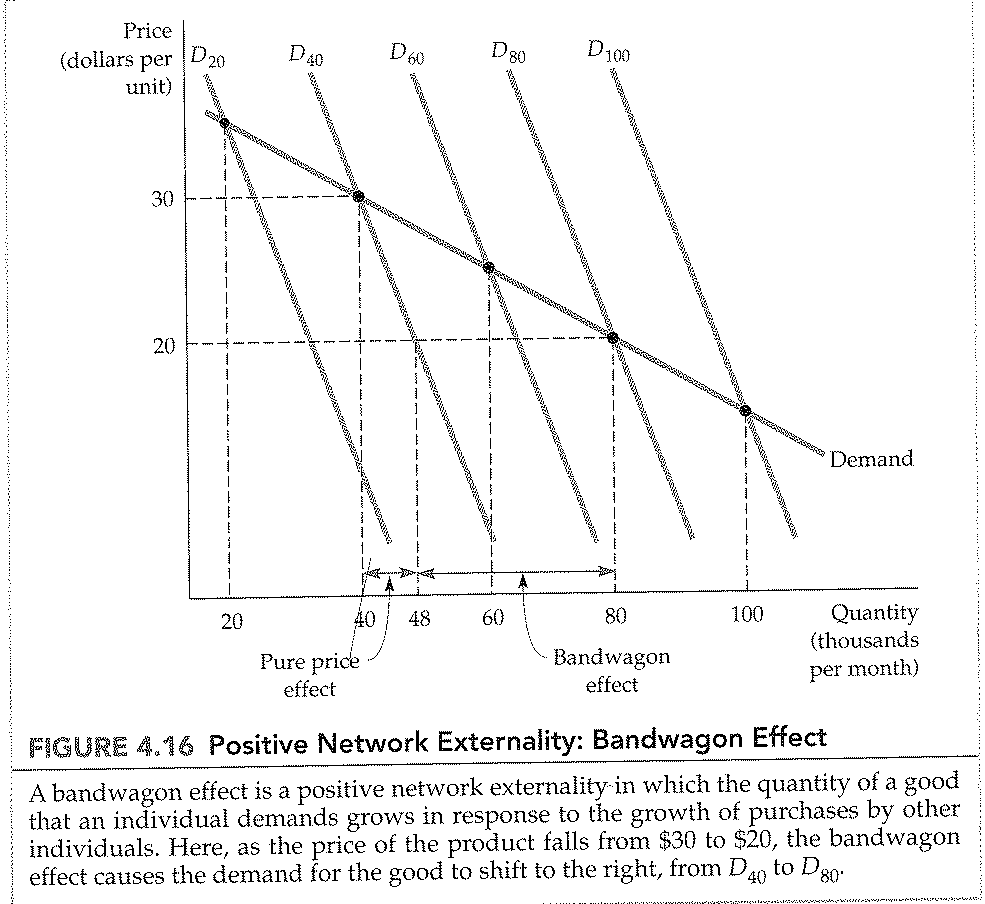 Price
(dollars per
unit)
D20 D40 D60 D80 D100
30
20
Demand
20 40 48 60 80 100 Quantity
(thousands
per month)
Pure price
effect
Bandwagon
effect
FIGURE 4.16 Positive Network Externality: Bandwagon Effect
A bandwagon effect is a positive network externality in which the quantity of a good
that an individual demands grows in response to the growth of purchases by other
individuals. Here, as the price of the product falls from $30 to $20, the bandwagon
effect causes the demand for the good to shift to the right, from D40 to D80.